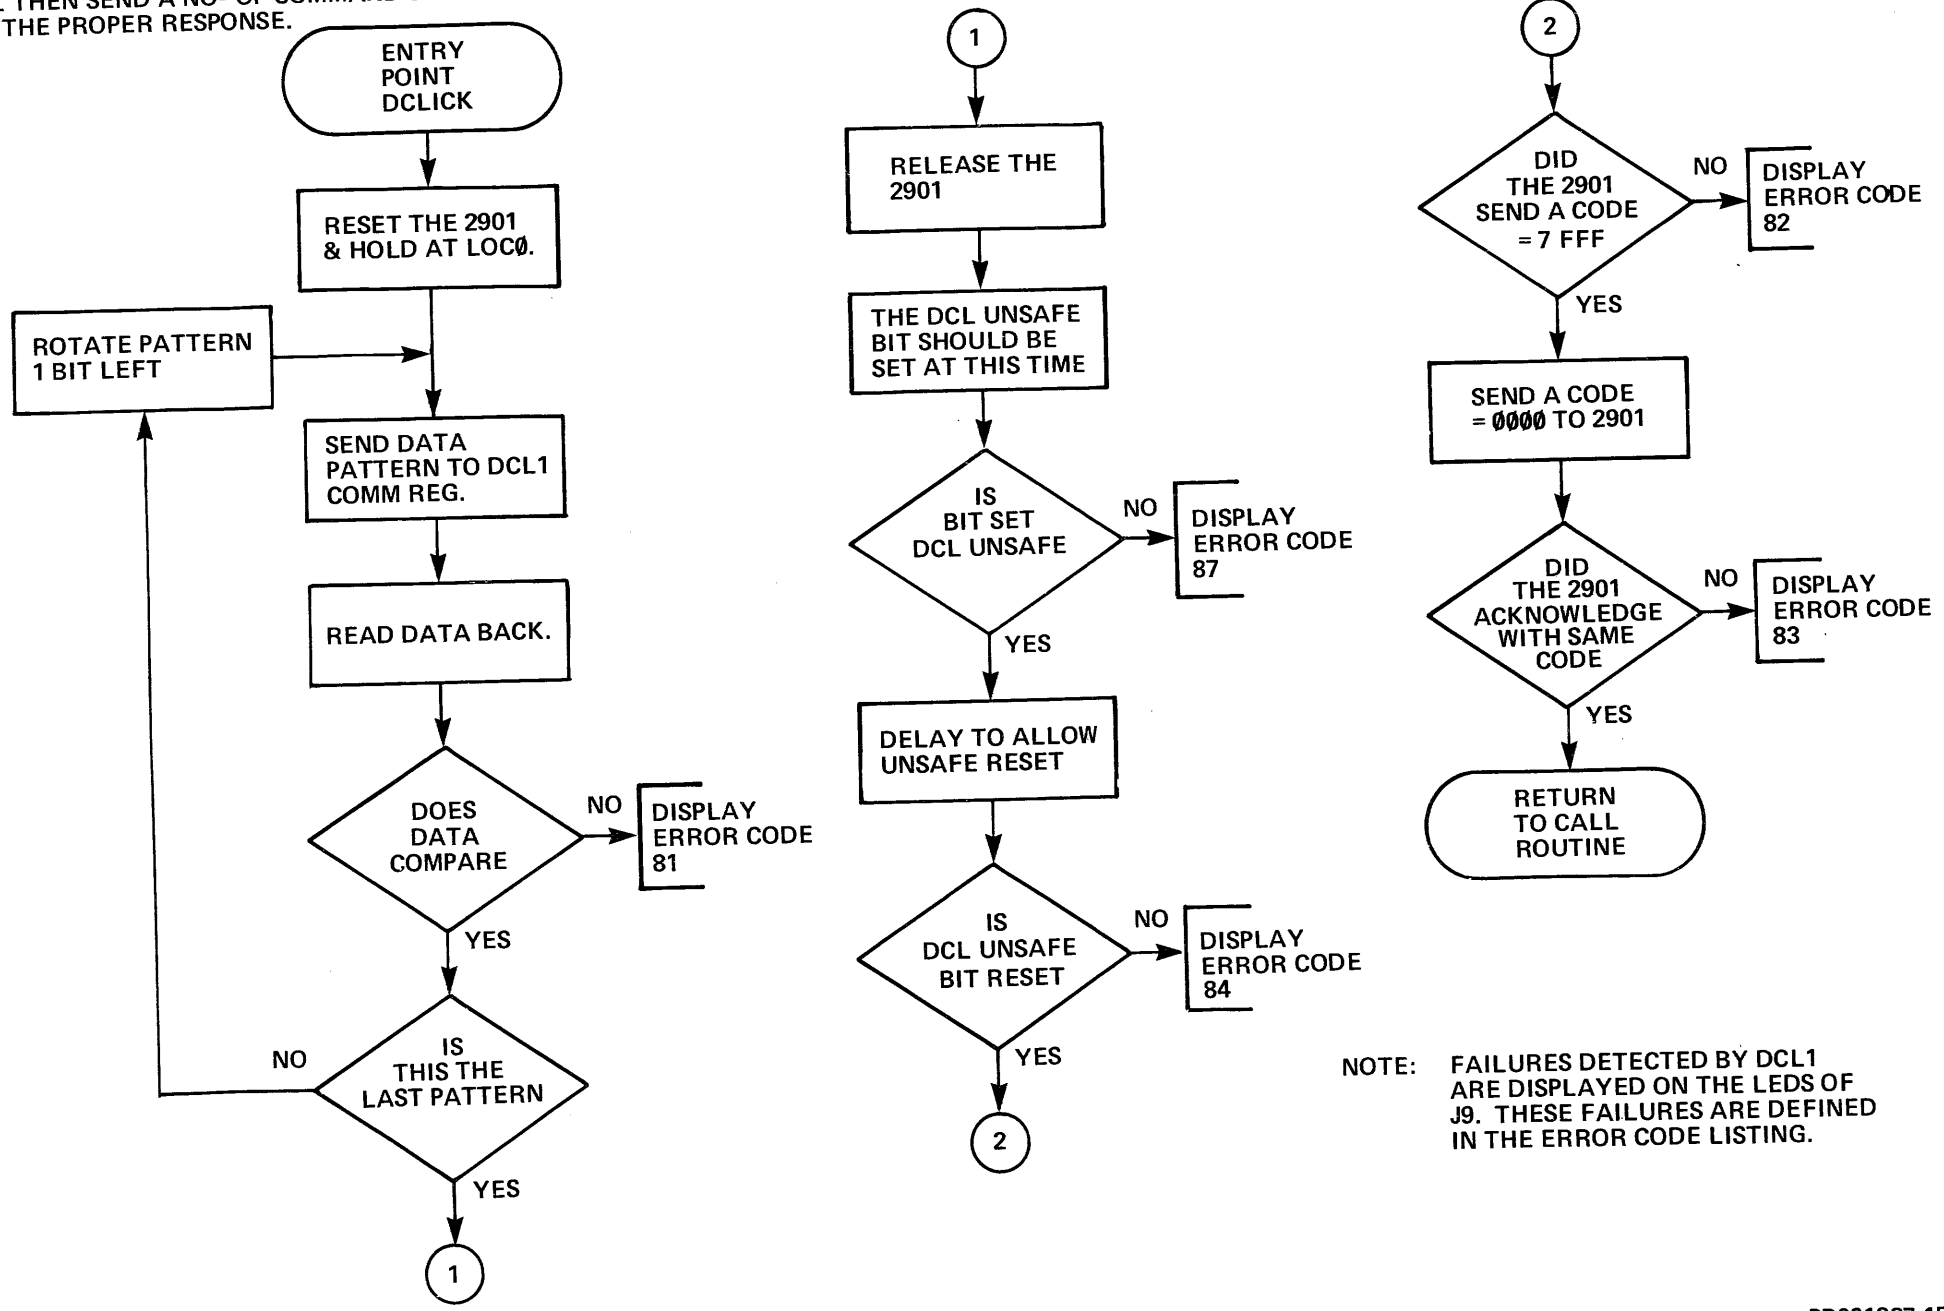 THEN SEND A NO-OP COMMAND
THE PROPER RESPONSE.
ENTRY
POINT
DCLICK
RESET THE 2901
& HOLD AT LOCØ.
ROTATE PATTERN
1 BIT LEFT
SEND DATA
PATTERN TO DCL1
COMM REG.
READ DATA BACK.
DOES
DATA
COMPARE
NO
DISPLAY
ERROR CODE
81
YES
IS
THIS THE
LAST PATTERN
NO
YES
1
1
RELEASE THE
2901
THE DCL UNSAFE
BIT SHOULD BE
SET AT THIS TIME
IS
BIT SET
DCL UNSAFE
NO
DISPLAY
ERROR CODE
87
YES
DELAY TO ALLOW
UNSAFE RESET
IS
DCL UNSAFE
BIT RESET
NO
DISPLAY
ERROR CODE
84
YES
2
2
DID
THE 2901
SEND A CODE
= 7 FFF
NO
DISPLAY
ERROR CODE
82
YES
SEND A CODE
= ØØØØ TO 2901
DID
THE 2901
ACKNOWLEDGE
WITH SAME
CODE
NO
DISPLAY
ERROR CODE
83
YES
RETURN
TO CALL
ROUTINE
NOTE: FAILURES DETECTED BY DCL1
ARE DISPLAYED ON THE LEDS OF
J9. THESE FAILURES ARE DEFINED
IN THE ERROR CODE LISTING.